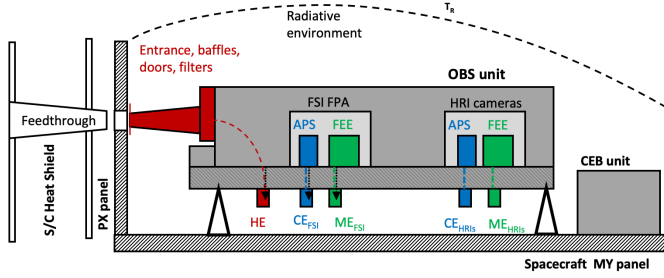 Radiative
environment
T_R
Entrance, baffles,
doors, filters
OBS unit
FSI FPA
HRI cameras
Feedthrough
APS
FEE
APS
FEE
CEB unit
S/C Heat Shield
PX panel
HE
CE_FSI
ME_FSI
CE_HRIs
ME_HRIs
Spacecraft MY panel